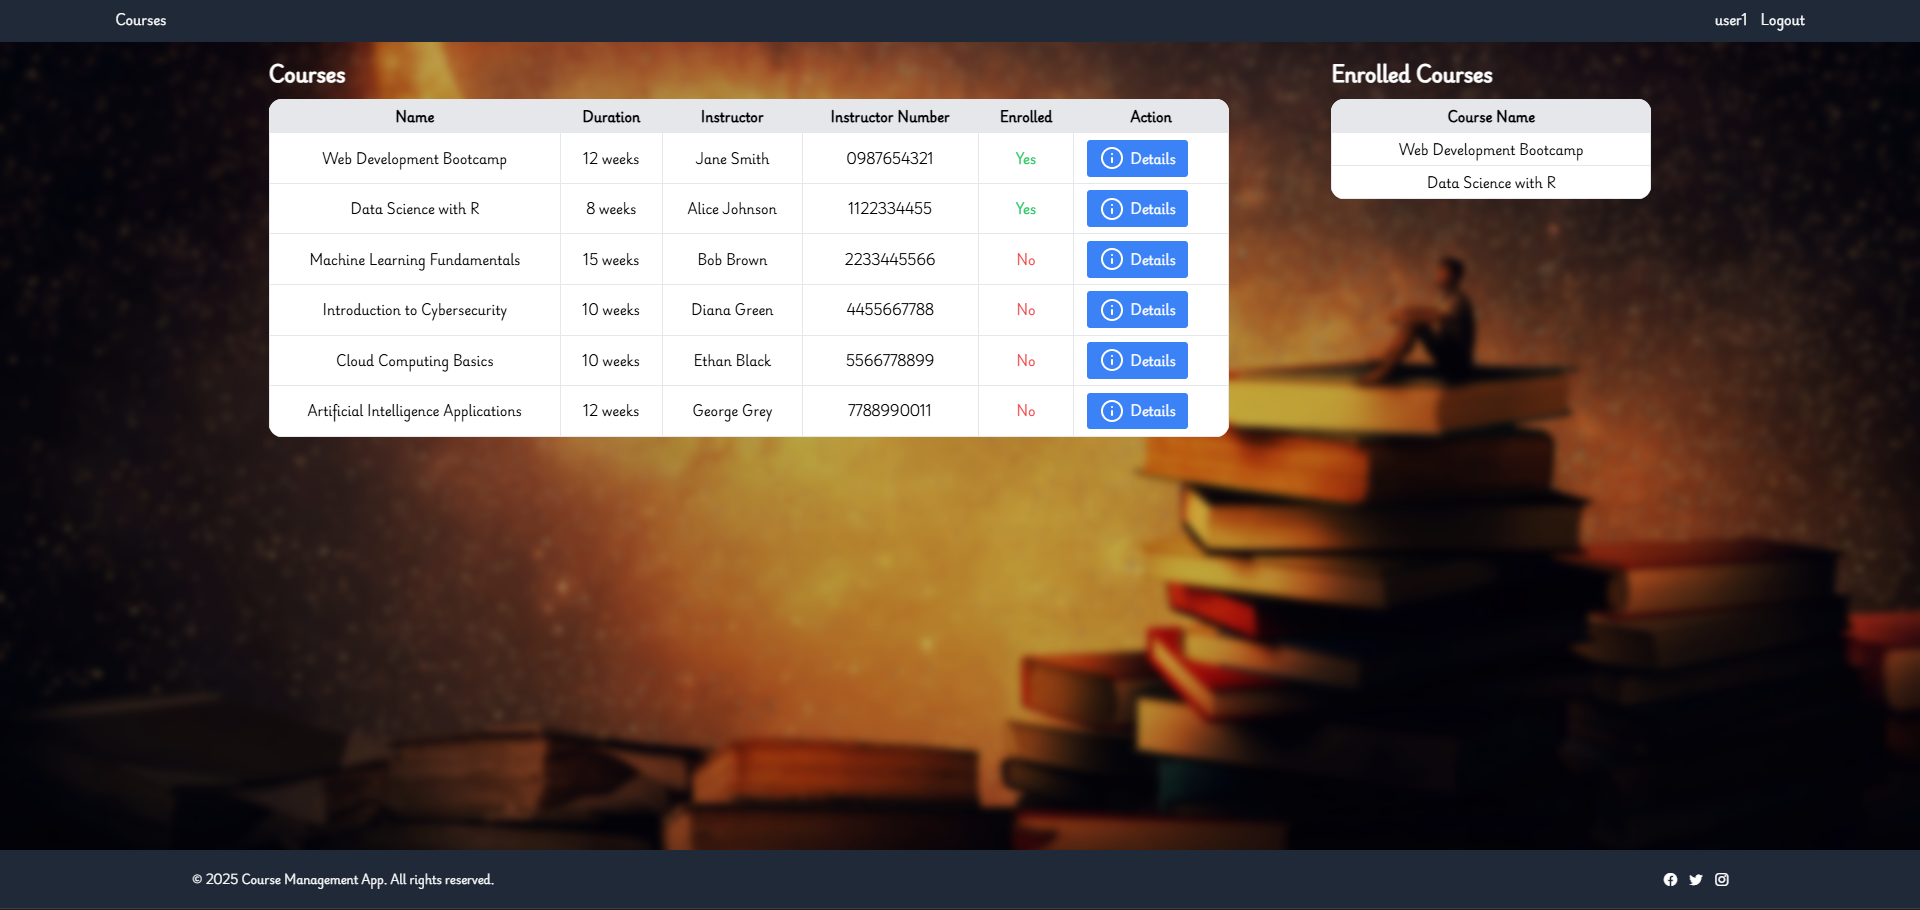 Courses
user1 Logout
Courses
Name Duration Instructor Instructor Number Enrolled Action
Web Development Bootcamp 12 weeks Jane Smith 0987654321 Yes Details
Data Science with R 8 weeks Alice Johnson 1122334455 Yes Details
Machine Learning Fundamentals 15 weeks Bob Brown 2233445566 No Details
Introduction to Cybersecurity 10 weeks Diana Green 4455667788 No Details
Cloud Computing Basics 10 weeks Ethan Black 5566778899 No Details
Artificial Intelligence Applications 12 weeks George Grey 7788990011 No Details
Enrolled Courses
Course Name
Web Development Bootcamp
Data Science with R
© 2025 Course Management App. All rights reserved.